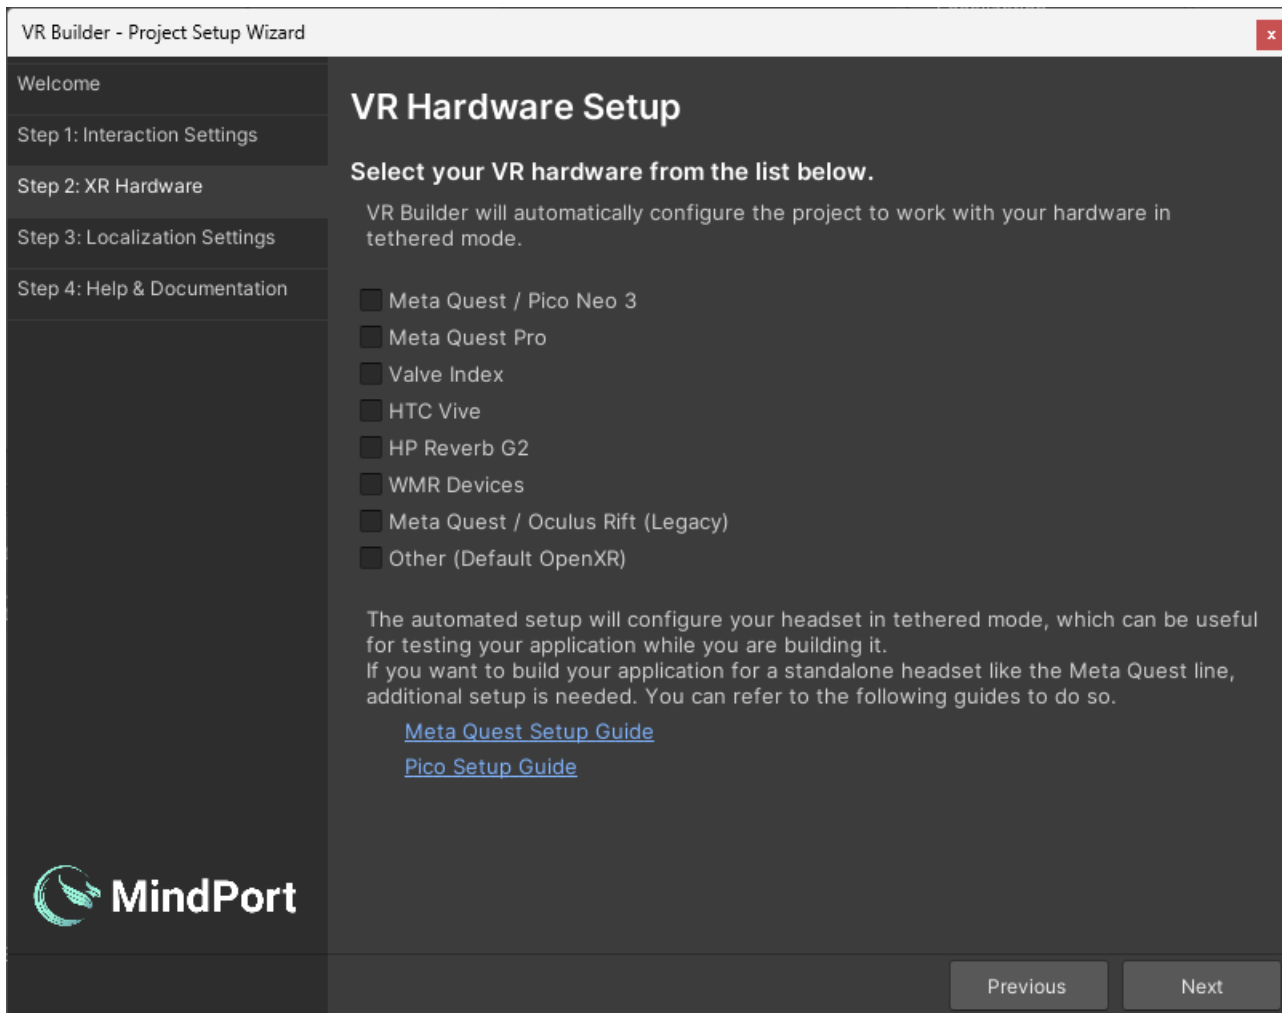 VR Builder - Project Setup Wizard
x
Welcome
Step 1: Interaction Settings
Step 2: XR Hardware
Step 3: Localization Settings
Step 4: Help & Documentation
VR Hardware Setup
Select your VR hardware from the list below.
VR Builder will automatically configure the project to work with your hardware in
tethered mode.
Meta Quest / Pico Neo 3
Meta Quest Pro
Valve Index
HTC Vive
HP Reverb G2
WMR Devices
Meta Quest / Oculus Rift (Legacy)
Other (Default OpenXR)
The automated setup will configure your headset in tethered mode, which can be useful
for testing your application while you are building it.
If you want to build your application for a standalone headset like the Meta Quest line,
additional setup is needed. You can refer to the following guides to do so.
Meta Quest Setup Guide
Pico Setup Guide
MindPort
Previous
Next